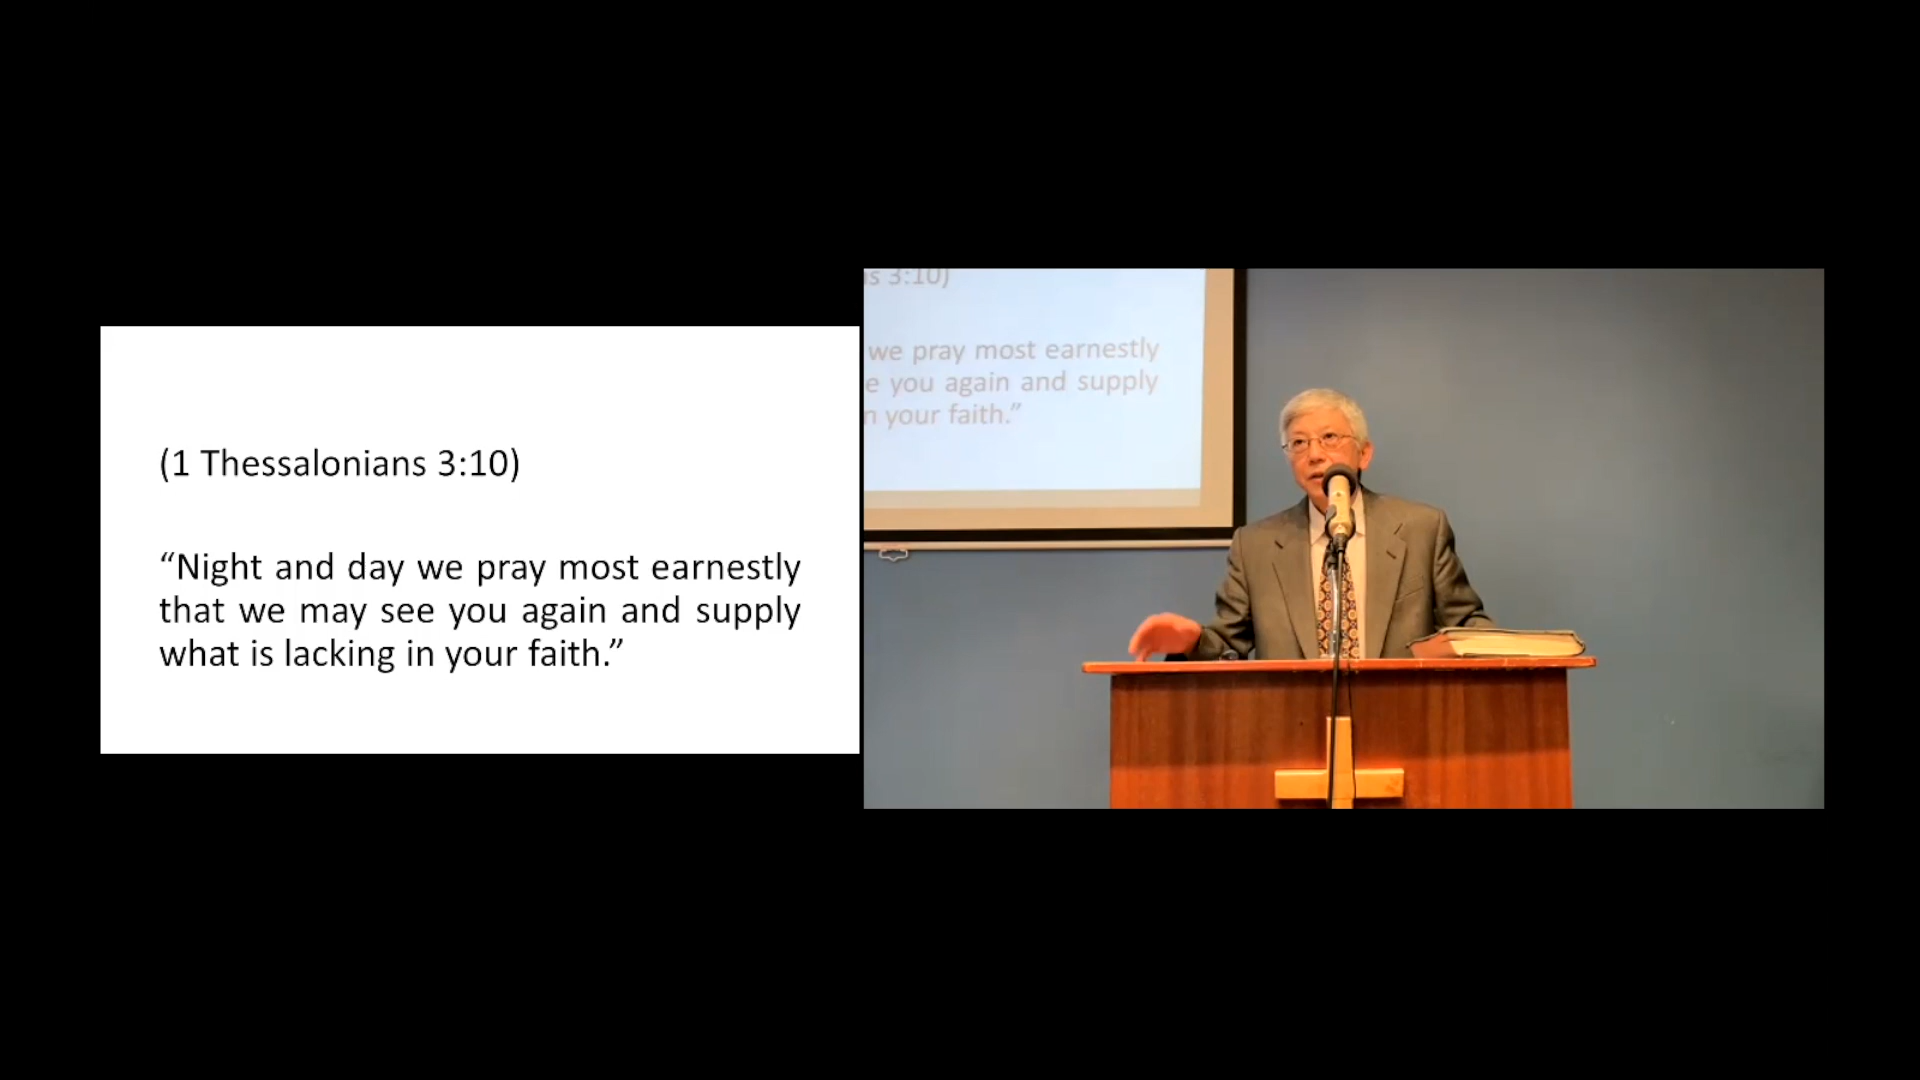 (1 Thessalonians 3:10)
“Night and day we pray most earnestly
that we may see you again and supply
what is lacking in your faith.”
3:10)
we pray most earnestly
you again and supply
your faith.”